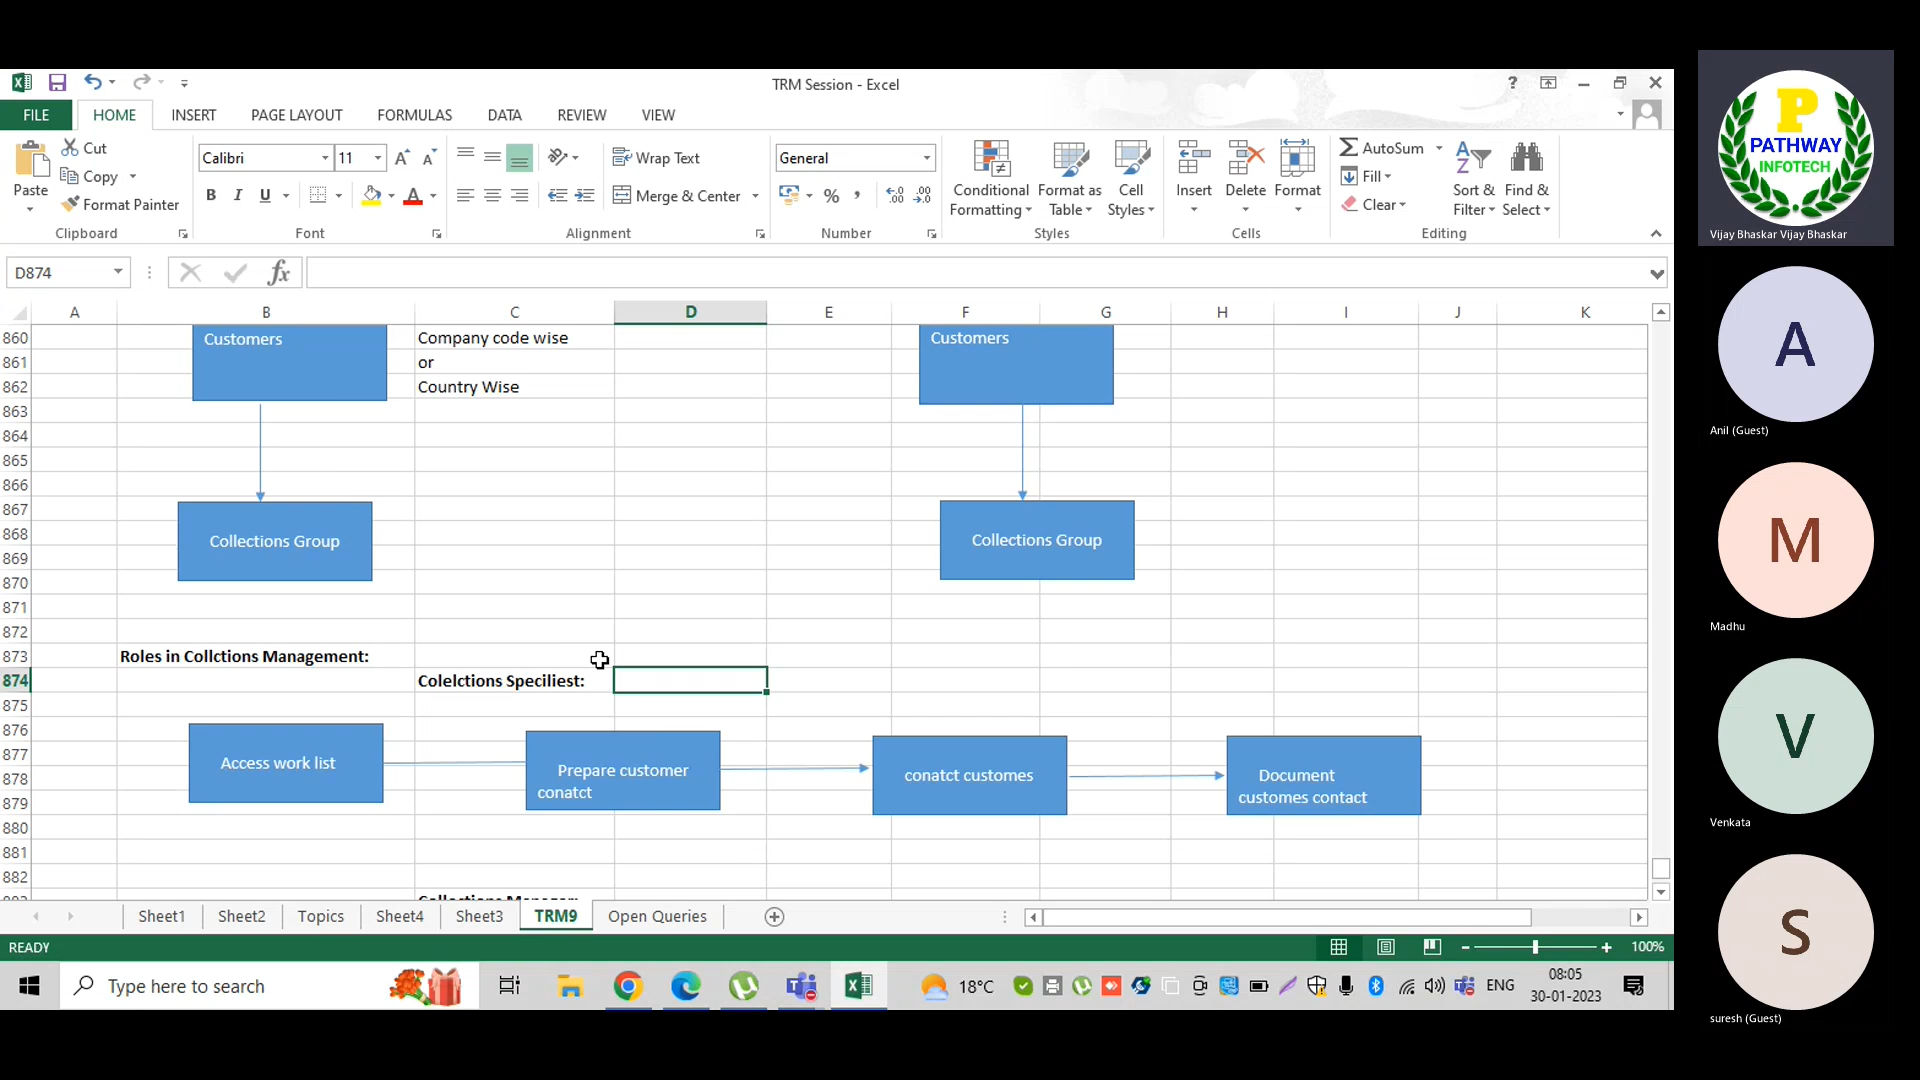 TRM Session - Excel
?
FILE HOME INSERT PAGE LAYOUT FORMULAS DATA REVIEW VIEW
Paste
Cut
Copy
Format Painter
Clipboard
Calibri 11
B I U
Font
Wrap Text
Merge & Center
Alignment
General
%
Number
Conditional Formatting
Format as Table
Cell Styles
Styles
Insert
Delete
Format
Cells
AutoSum
Fill
Clear
Sort & Filter
Find & Select
Editing
D874
fx
A B C D E F G H I J K
860 Customers Company code wise Customers
861 or
862 Country Wise
863
864
865
866
867
868 Collections Group Collections Group
869
870
871
872
873 Roles in Collctions Management:
874 Colelctions Speciliest:
875
876
877 Access work list
878 Prepare customer
conatct
conatct customes
Document
customes contact
879
880
881
882
Sheet1 Sheet2 Topics Sheet4 Sheet3 TRM9 Open Queries
READY
100%
Type here to search
18°C
ENG
08:05
30-01-2023
P
PATHWAY
INFOTECH
Vijay Bhaskar Vijay Bhaskar
A
Anil (Guest)
M
Madhu
V
Venkata
S
suresh (Guest)